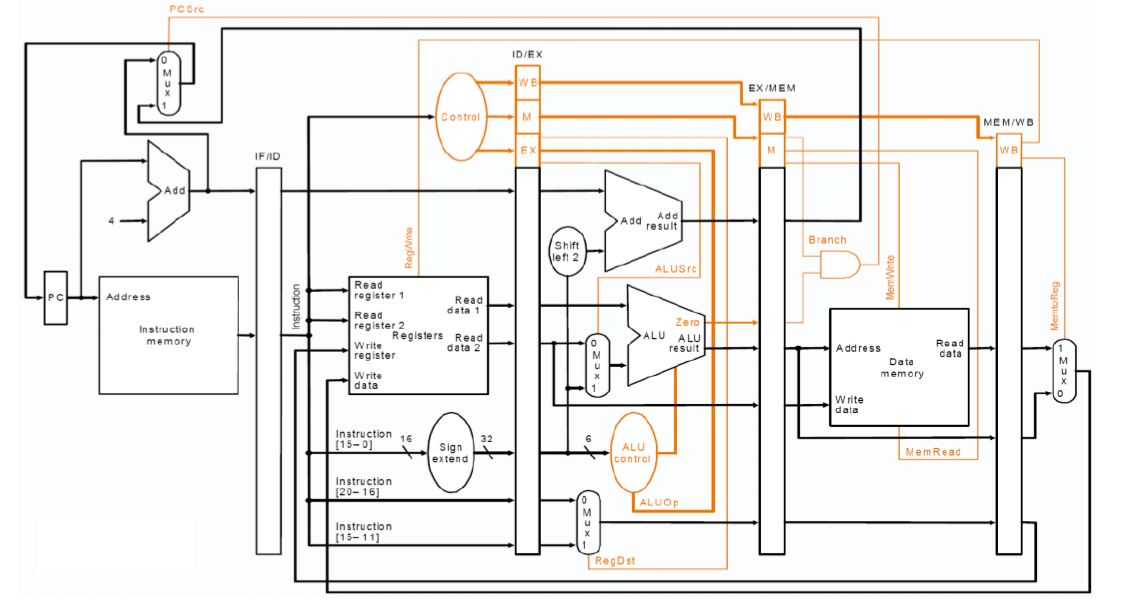 PCSrc
ID/EX
0
M
u
x
1
WB
EX/MEM
Control
M
WB
MEM/WB
EX
M
WB
IF/ID
Add
4
Add
Add
result
Shift
left 2
Branch
RegWrite
ALUSrc
MemWrite
MemtoReg
PC
Address
Instruction
memory
Instruction
Read
register 1
Read
register 2
Registers
Write
register
Write
data
Read
data 1
Read
data 2
0
M
u
x
1
Zero
ALU
ALU
result
Address
Read
data
Data
memory
Write
data
1
M
u
x
0
Instruction
[15–0]
16
Sign
extend
32
6
ALU
control
MemRead
Instruction
[20–16]
ALUOp
0
M
u
x
1
Instruction
[15–11]
RegDst